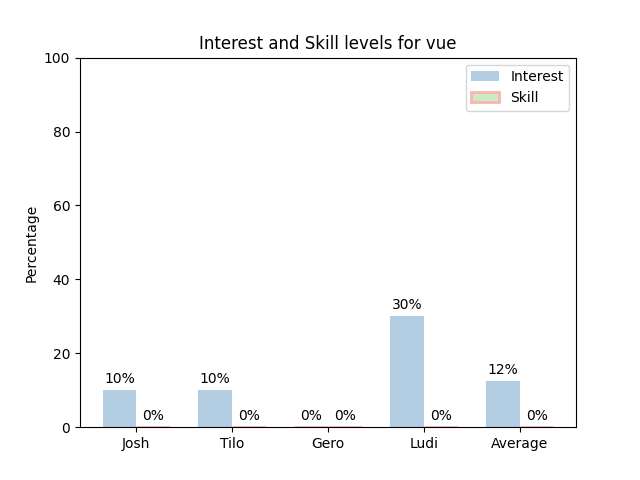 Interest and Skill levels for vue
100
80
60
40
20
0
Percentage
Interest
Skill
10% 0% 10% 0% 0% 0% 30% 0% 12% 0%
Josh Tilo Gero Ludi Average